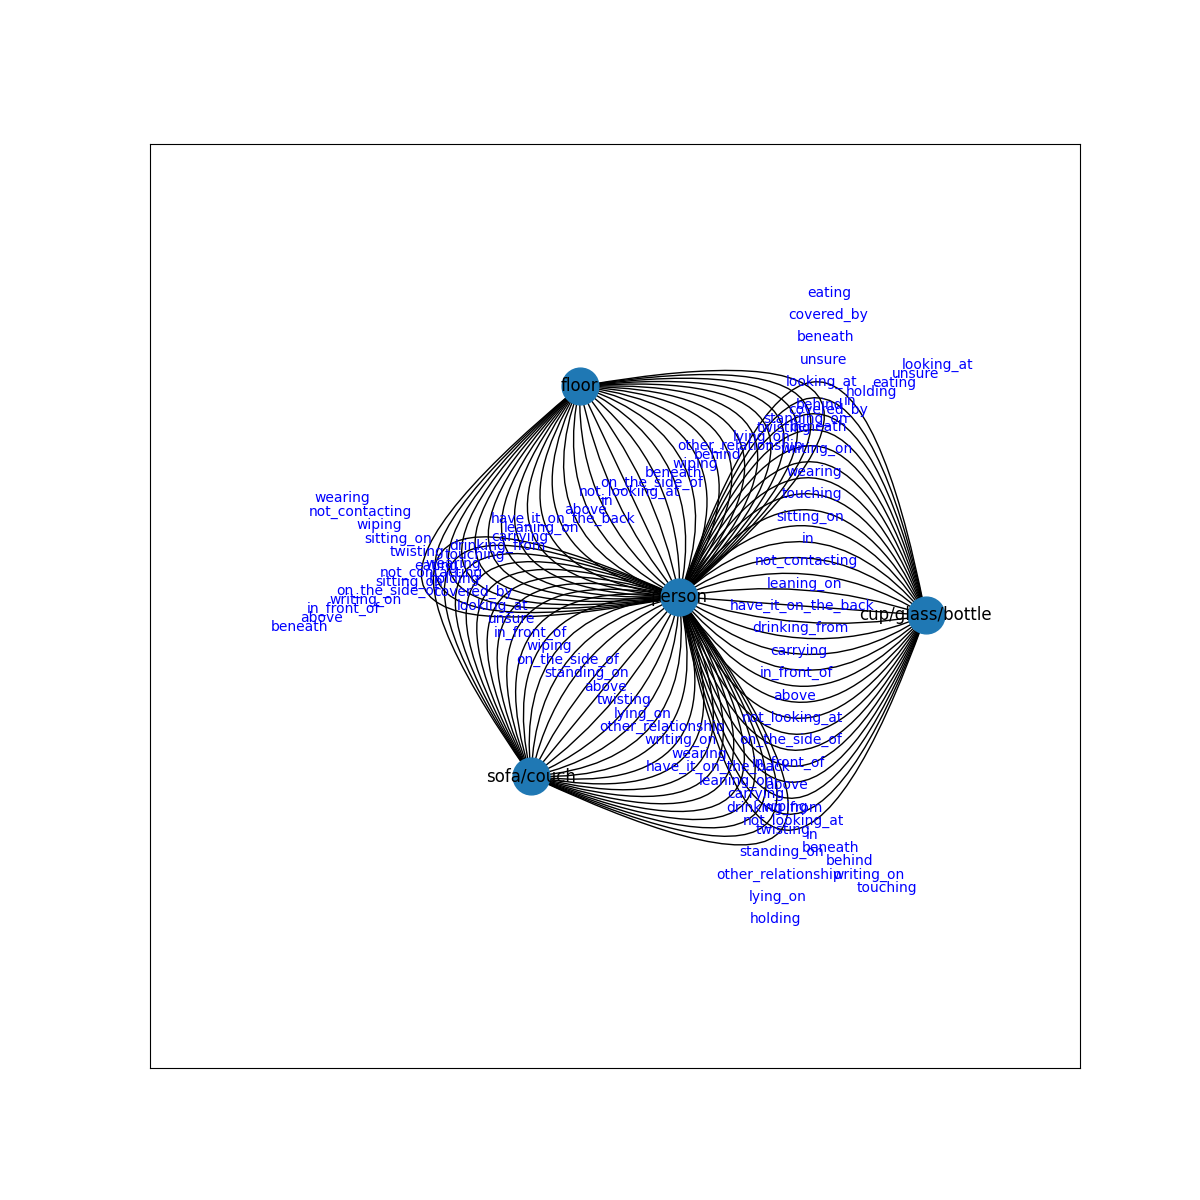 eating
covered_by
beneath
unsure
looking_at
unsure
looking_at
eating
floor
holding
in
behind
covered_by
standing_on
twisting
beneath
lying_on
other_relationship
writing_on
behind
wiping
wearing
beneath
on_the_side_of
not_looking_at
touching
wearing
in
not_contacting
above
sitting_on
have_it_on_the_back
wiping
leaning_on
carrying
in
sitting_on
drinking_from
twisting
touching
not_contacting
eating
not_contacting
holding
sitting_on
leaning_on
on_the_side_of
covered_by
person
writing_on
looking_at
have_it_on_the_back
in_front_of
cup/glass/bottle
above
unsure
beneath
drinking_from
in_front_of
wiping
carrying
on_the_side_of
standing_on
in_front_of
above
above
twisting
lying_on
not_looking_at
other_relationship
writing_on
on_the_side_of
wearing
in_front_of
have_it_on_the_back
sofa/couch
leaning_on
above
carrying
drinking_from
wiping
not_looking_at
twisting
in
beneath
standing_on
behind
other_relationship
writing_on
touching
lying_on
holding